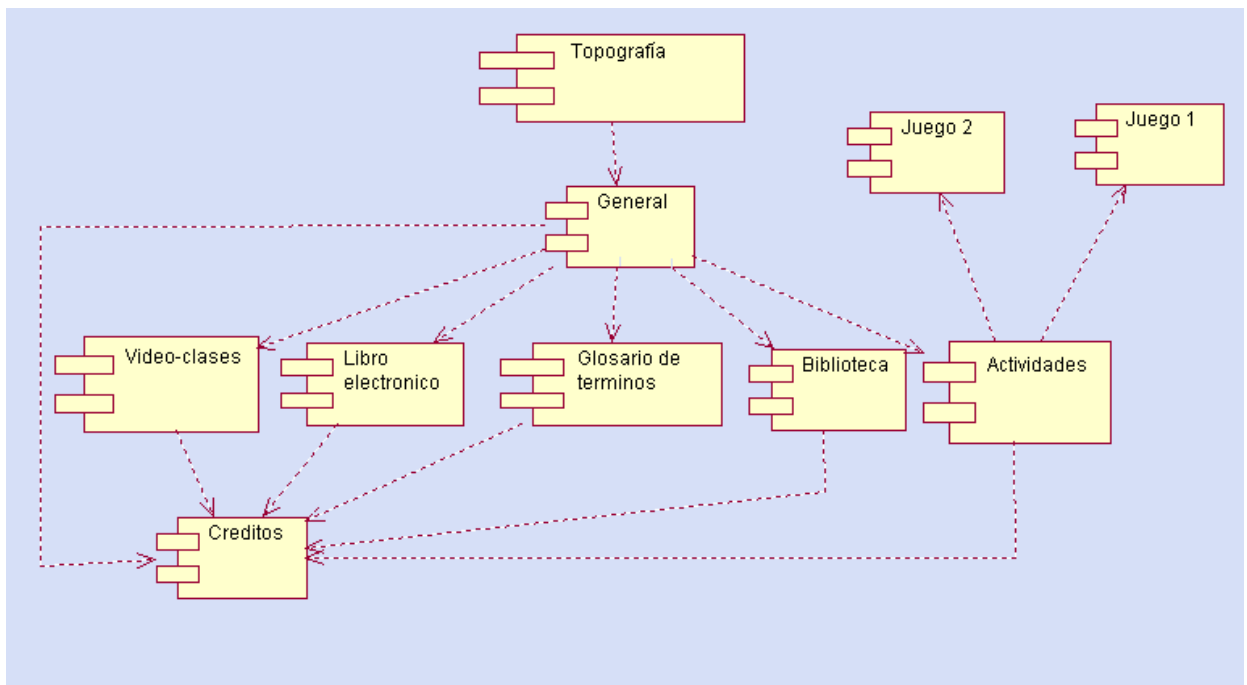 Topografía
Juego 2
Juego 1
General
Video-clases
Libro
electronico
Glosario de
terminos
Biblioteca
Actividades
Creditos